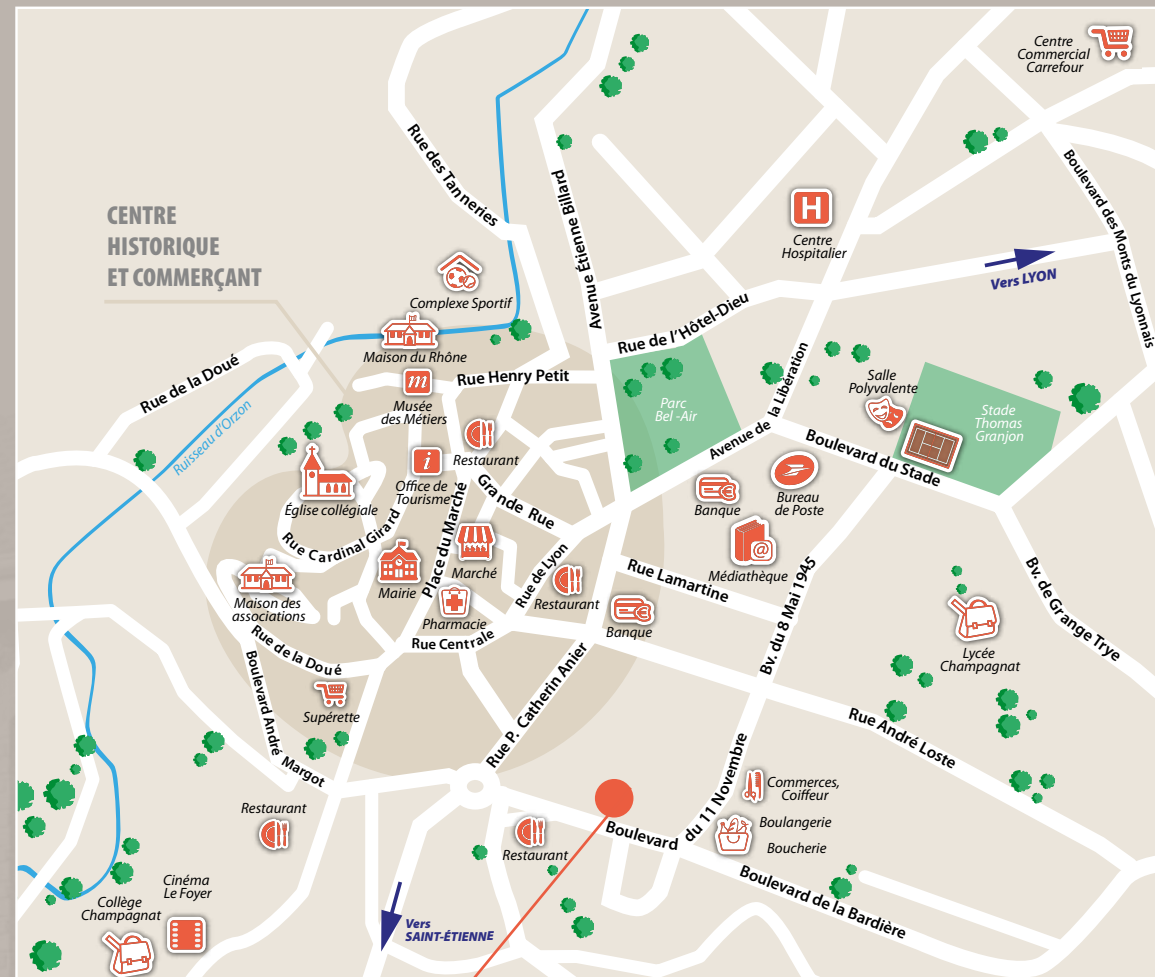 Centre
Commercial
Carrefour
Rue des Tanneries
Avenue Étienne Billard
Boulevard des Monts du Lyonnais
CENTRE
HISTORIQUE
ET COMMERÇANT
H
Centre
Hospitalier
Vers LYON
Complexe Sportif
Maison du Rhône
Rue de l'Hôtel-Dieu
Rue de la Doué
Rue Henry Petit
m
Musée
des Métiers
Ruisseau d'Orzon
Parc
Bel -Air
Avenue de la Libération
Salle
Polyvalente
Stade
Thomas
Granjon
Boulevard du Stade
Restaurant
i
Office de
Tourisme
Église collégiale
Rue Cardinal Girard
Place du Marché
Grande Rue
Banque
Bureau
de Poste
@
Médiathèque
Marché
Mairie
Rue de Lyon
Restaurant
Rue Lamartine
Bv. du 8 Mai 1945
Bv. de Grange Trye
Maison des
associations
Pharmacie
Rue Centrale
Banque
Lycée
Champagnat
Rue de la Doué
Boulevard André Margot
Supérette
Rue P. Catherin Anier
Rue André Loste
Restaurant
Restaurant
Boulevard du 11 Novembre
Commerces,
Coiffeur
Boulangerie
Boucherie
Boulevard de la Bardière
Cinéma
Le Foyer
Collège
Champagnat
Vers
SAINT-ÉTIENNE